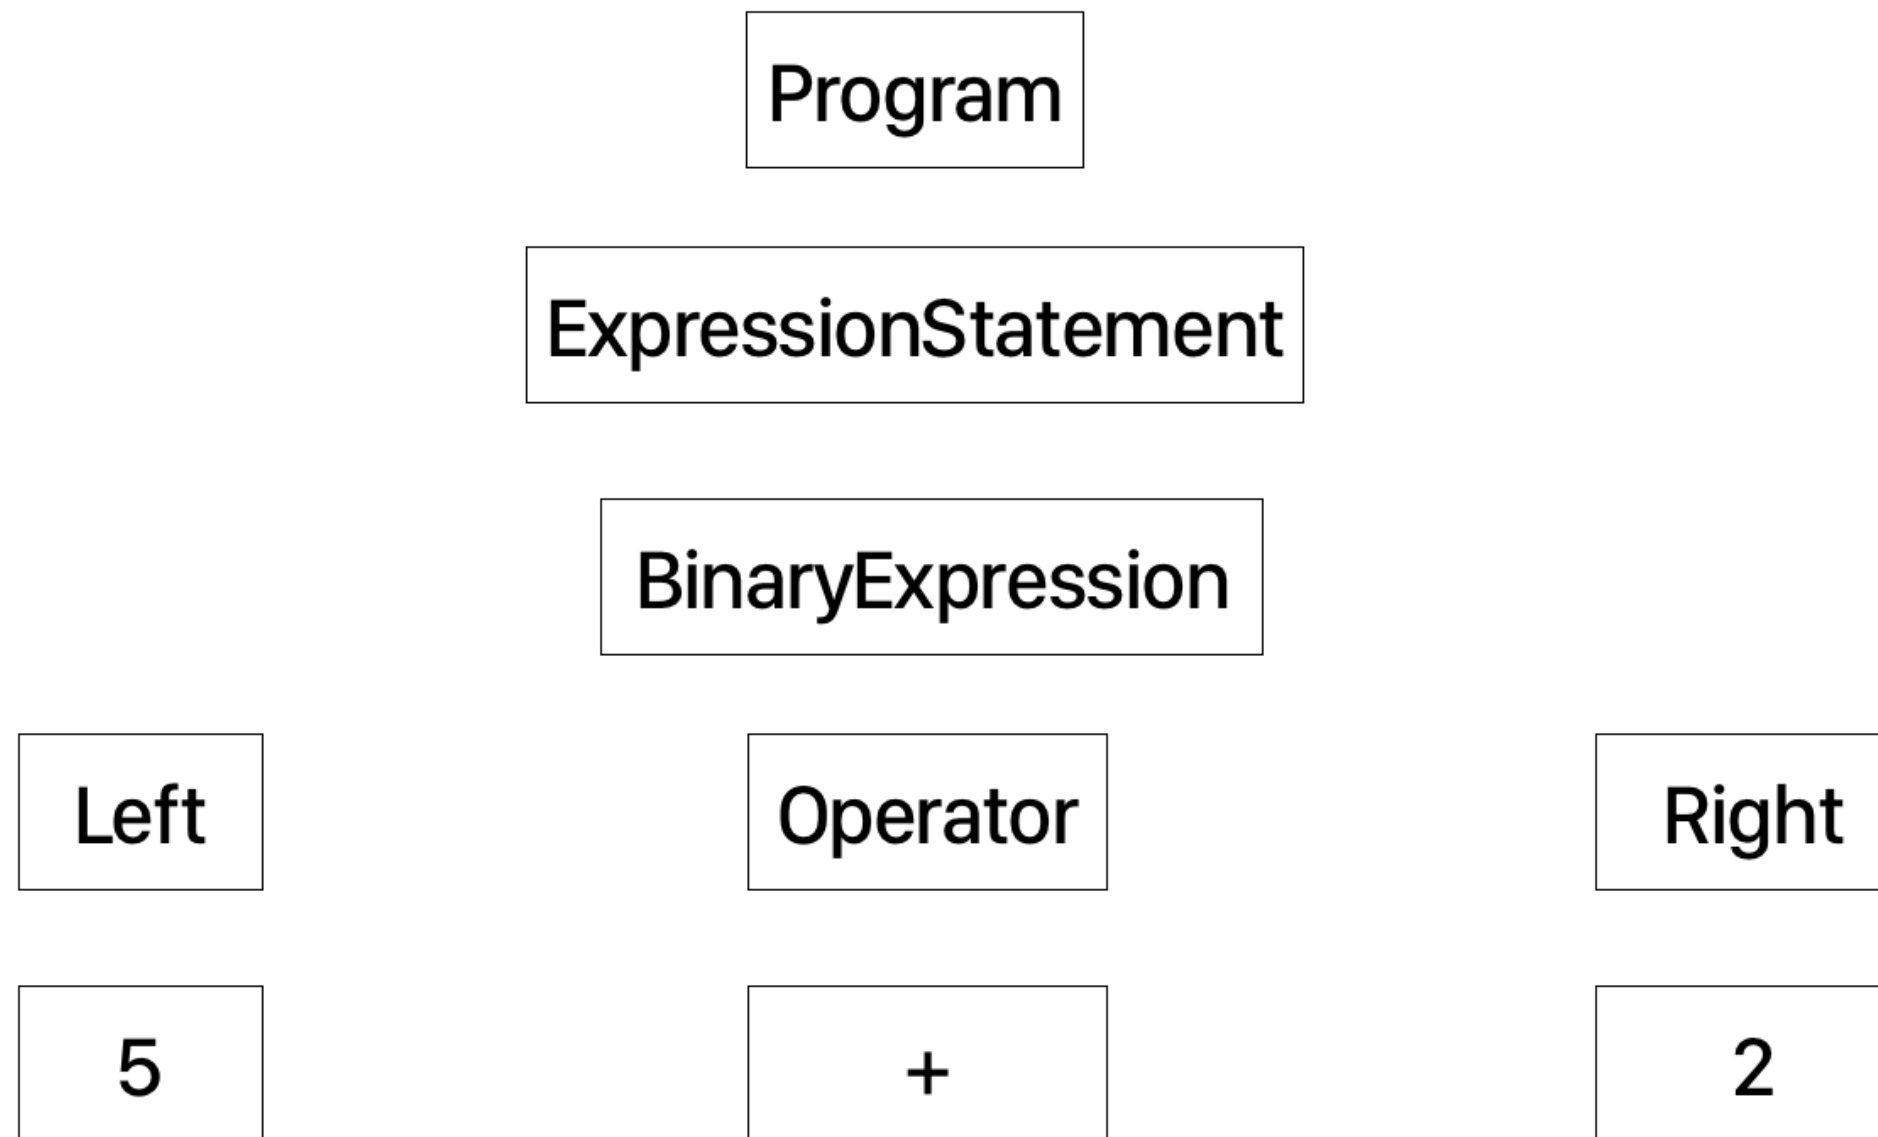 Program
ExpressionStatement
BinaryExpression
Left Operator Right
5 + 2